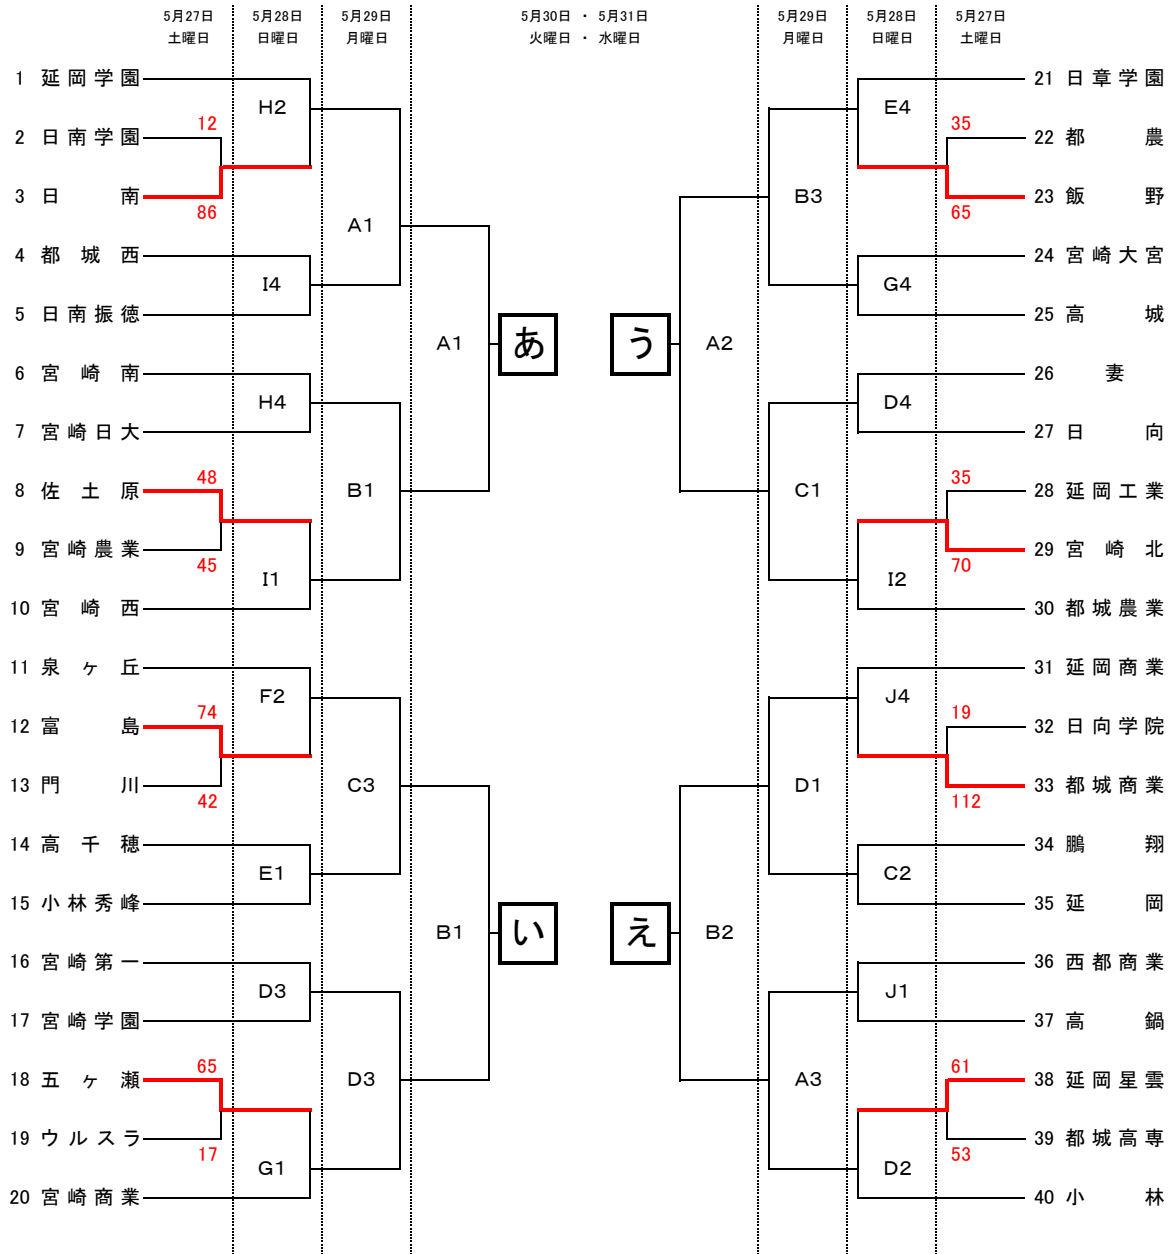 5月27日 5月28日 5月29日 5月30日 ・ 5月31日 5月29日 5月28日 5月27日
土曜日 日曜日 月曜日 火曜日 ・ 水曜日 月曜日 日曜日 土曜日
1 延岡学園 21 日章学園
H2 E4
12 35
2 日南学園 22 都農
3 日南 B3 23 飯野
86 65
A1
4 都城西 24 宮崎大宮
I4 G4
5 日南振徳 25 高城
A1 あ う A2
6 宮崎南 26 妻
H4 D4
7 宮崎日大 27 日向
48 35
8 佐土原 B1 C1 28 延岡工業
9 宮崎農業 29 宮崎北
45 70
I1 I2
10 宮崎西 30 都城農業
11 泉ヶ丘 31 延岡商業
F2 J4
74 19
12 富島 32 日向学院
13 門川 C3 D1 33 都城商業
42 112
14 高千穂 34 鵬翔
E1 C2
15 小林秀峰 35 延岡
B1 い え B2
16 宮崎第一 36 西都商業
D3 J1
17 宮崎学園 37 高鍋
65 61
18 五ヶ瀬 D3 A3 38 延岡星雲
19 ウルスラ 39 都城高専
17 53
G1 D2
20 宮崎商業 40 小林